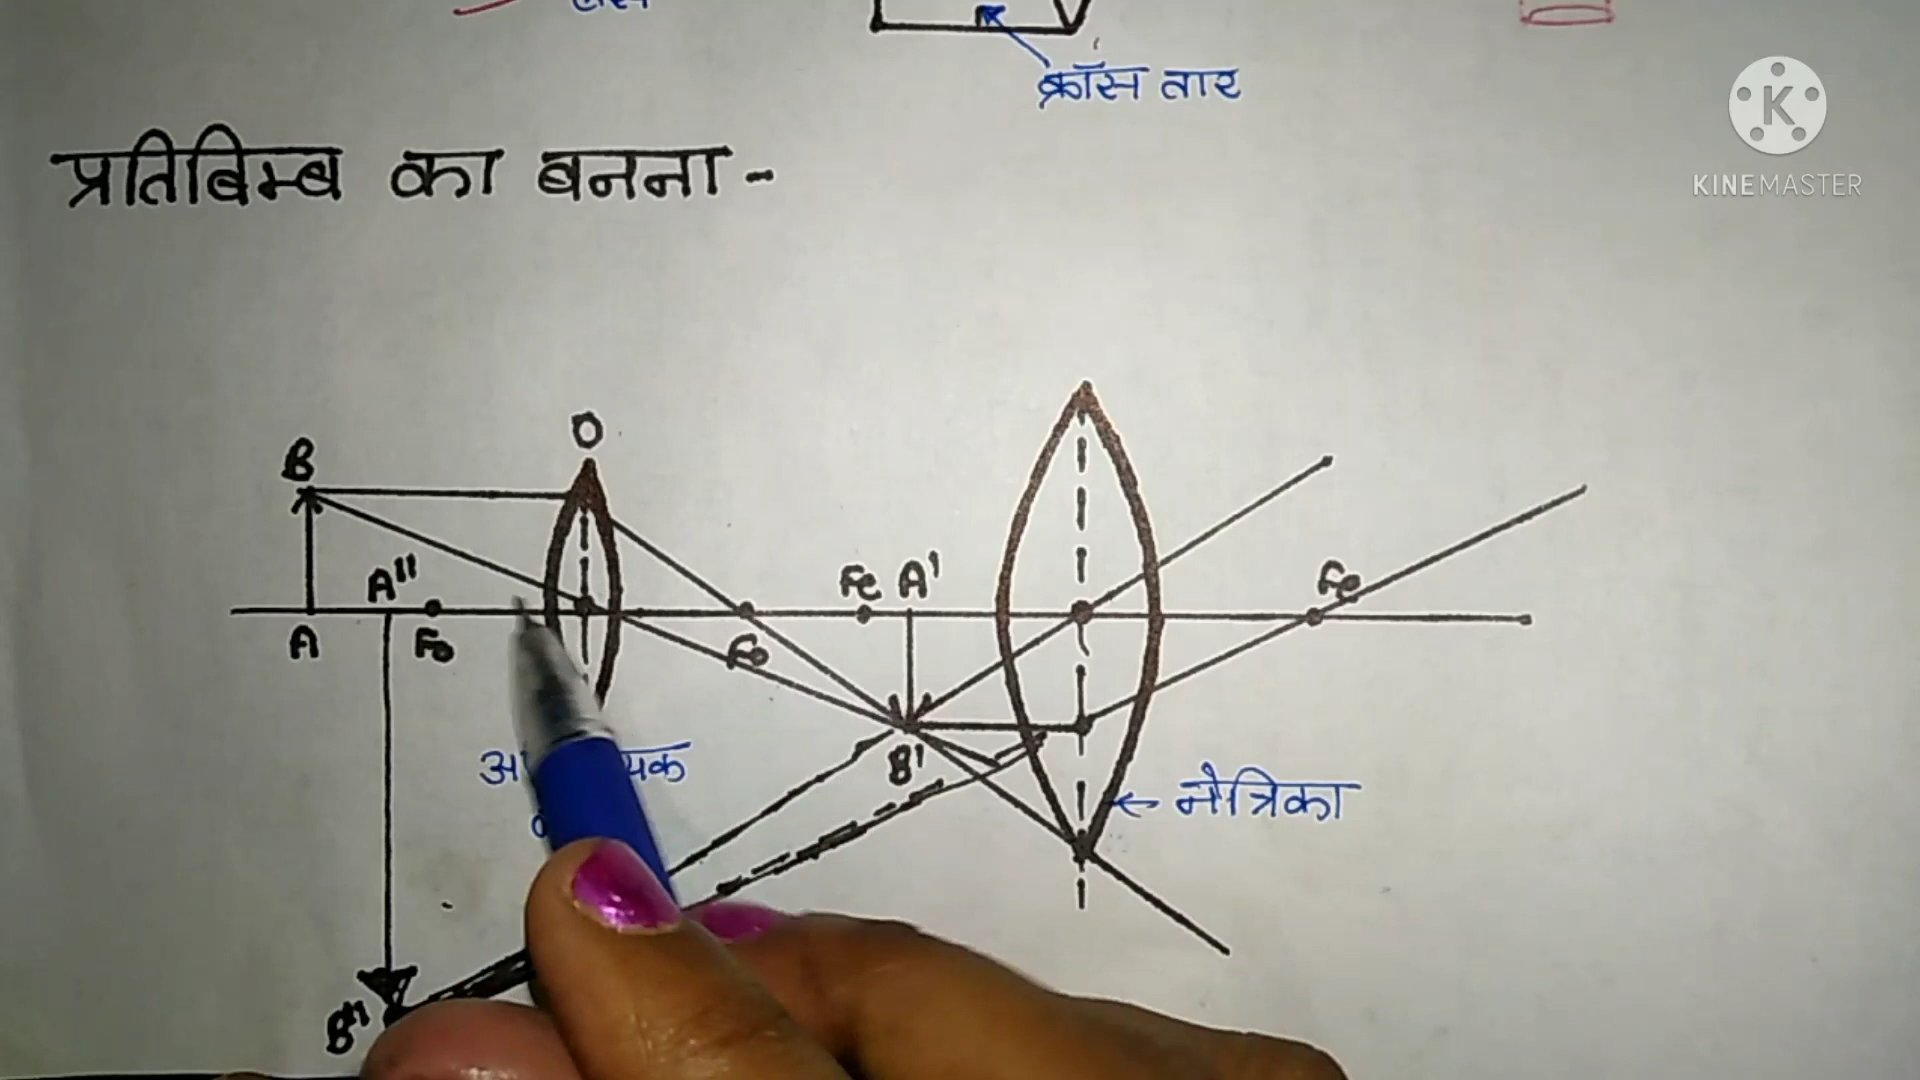 क्रॉस तार
K
KINEMASTER
प्रतिबिम्ब का बनना -
O
B
A"
Fe A'
Fe
A
Fo
Fo
B'
← नेत्रिका
B"